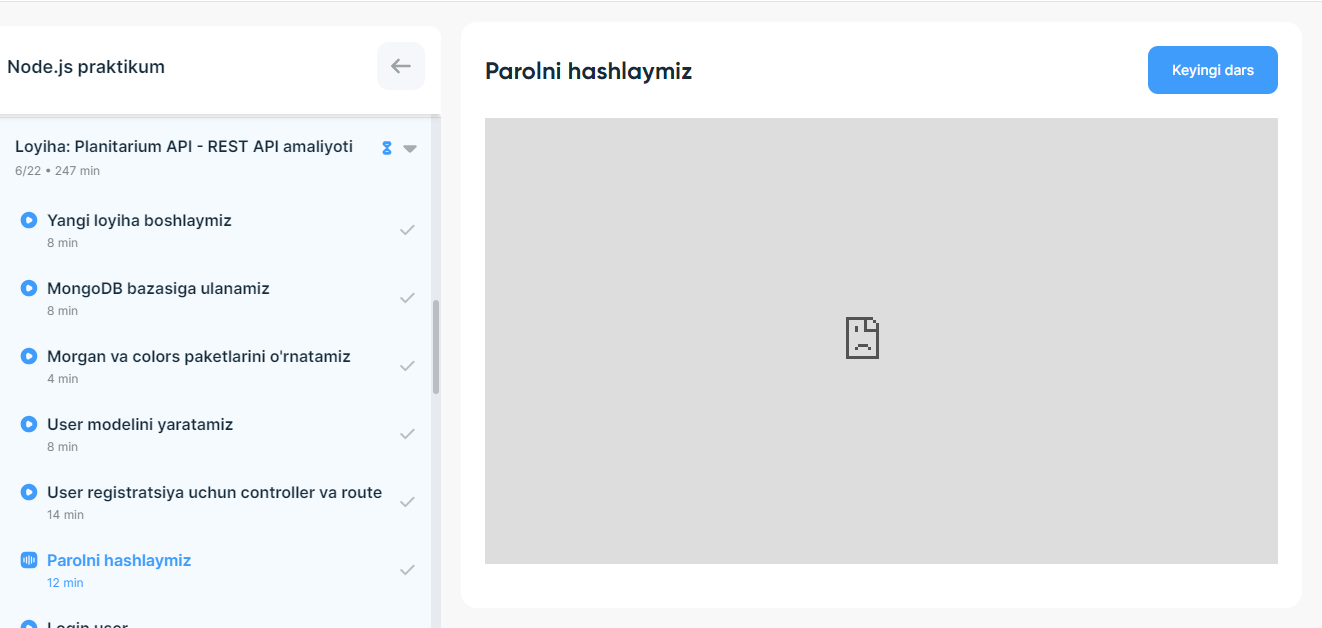 Node.js praktikum
Loyiha: Planitarium API - REST API amaliyoti
6/22 • 247 min
Yangi loyiha boshlaymiz
8 min
MongoDB bazasiga ulanamiz
8 min
Morgan va colors paketlarini o'rnatamiz
4 min
User modelini yaratamiz
8 min
User registratsiya uchun controller va route
14 min
Parolni hashlaymiz
12 min
Login user
Parolni hashlaymiz
Keyingi dars